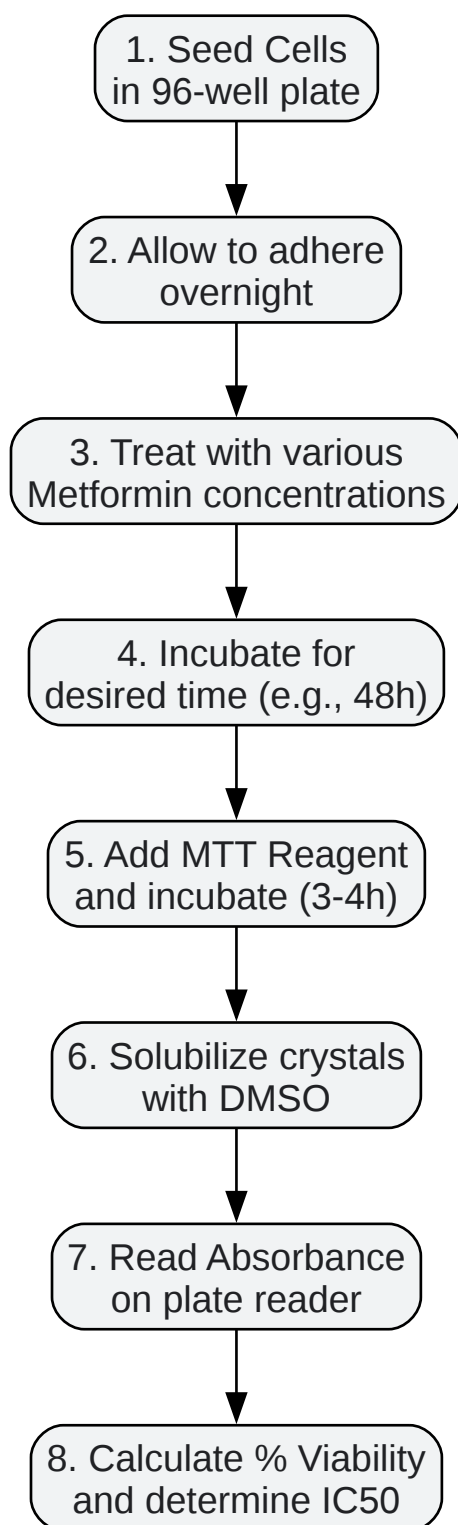 1. Seed Cells
in 96-well plate
2. Allow to adhere
overnight
3. Treat with various
Metformin concentrations
4. Incubate for
desired time (e.g., 48h)
5. Add MTT Reagent
and incubate (3-4h)
6. Solubilize crystals
with DMSO
7. Read Absorbance
on plate reader
8. Calculate % Viability
and determine IC50